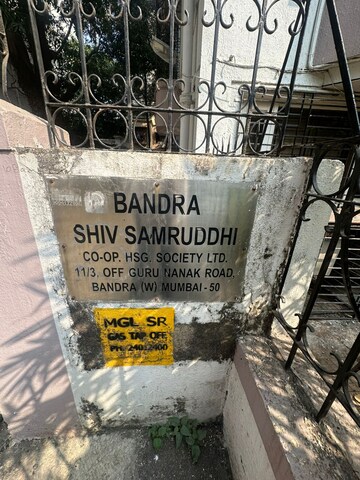 BANDRA
SHIV SAMRUDDHI
CO-OP. HSG. SOCIETY LTD.
11/3, OFF GURU NANAK ROAD,
BANDRA (W) MUMBAI - 50
MGL SR
GAS TAP OFF
PH: